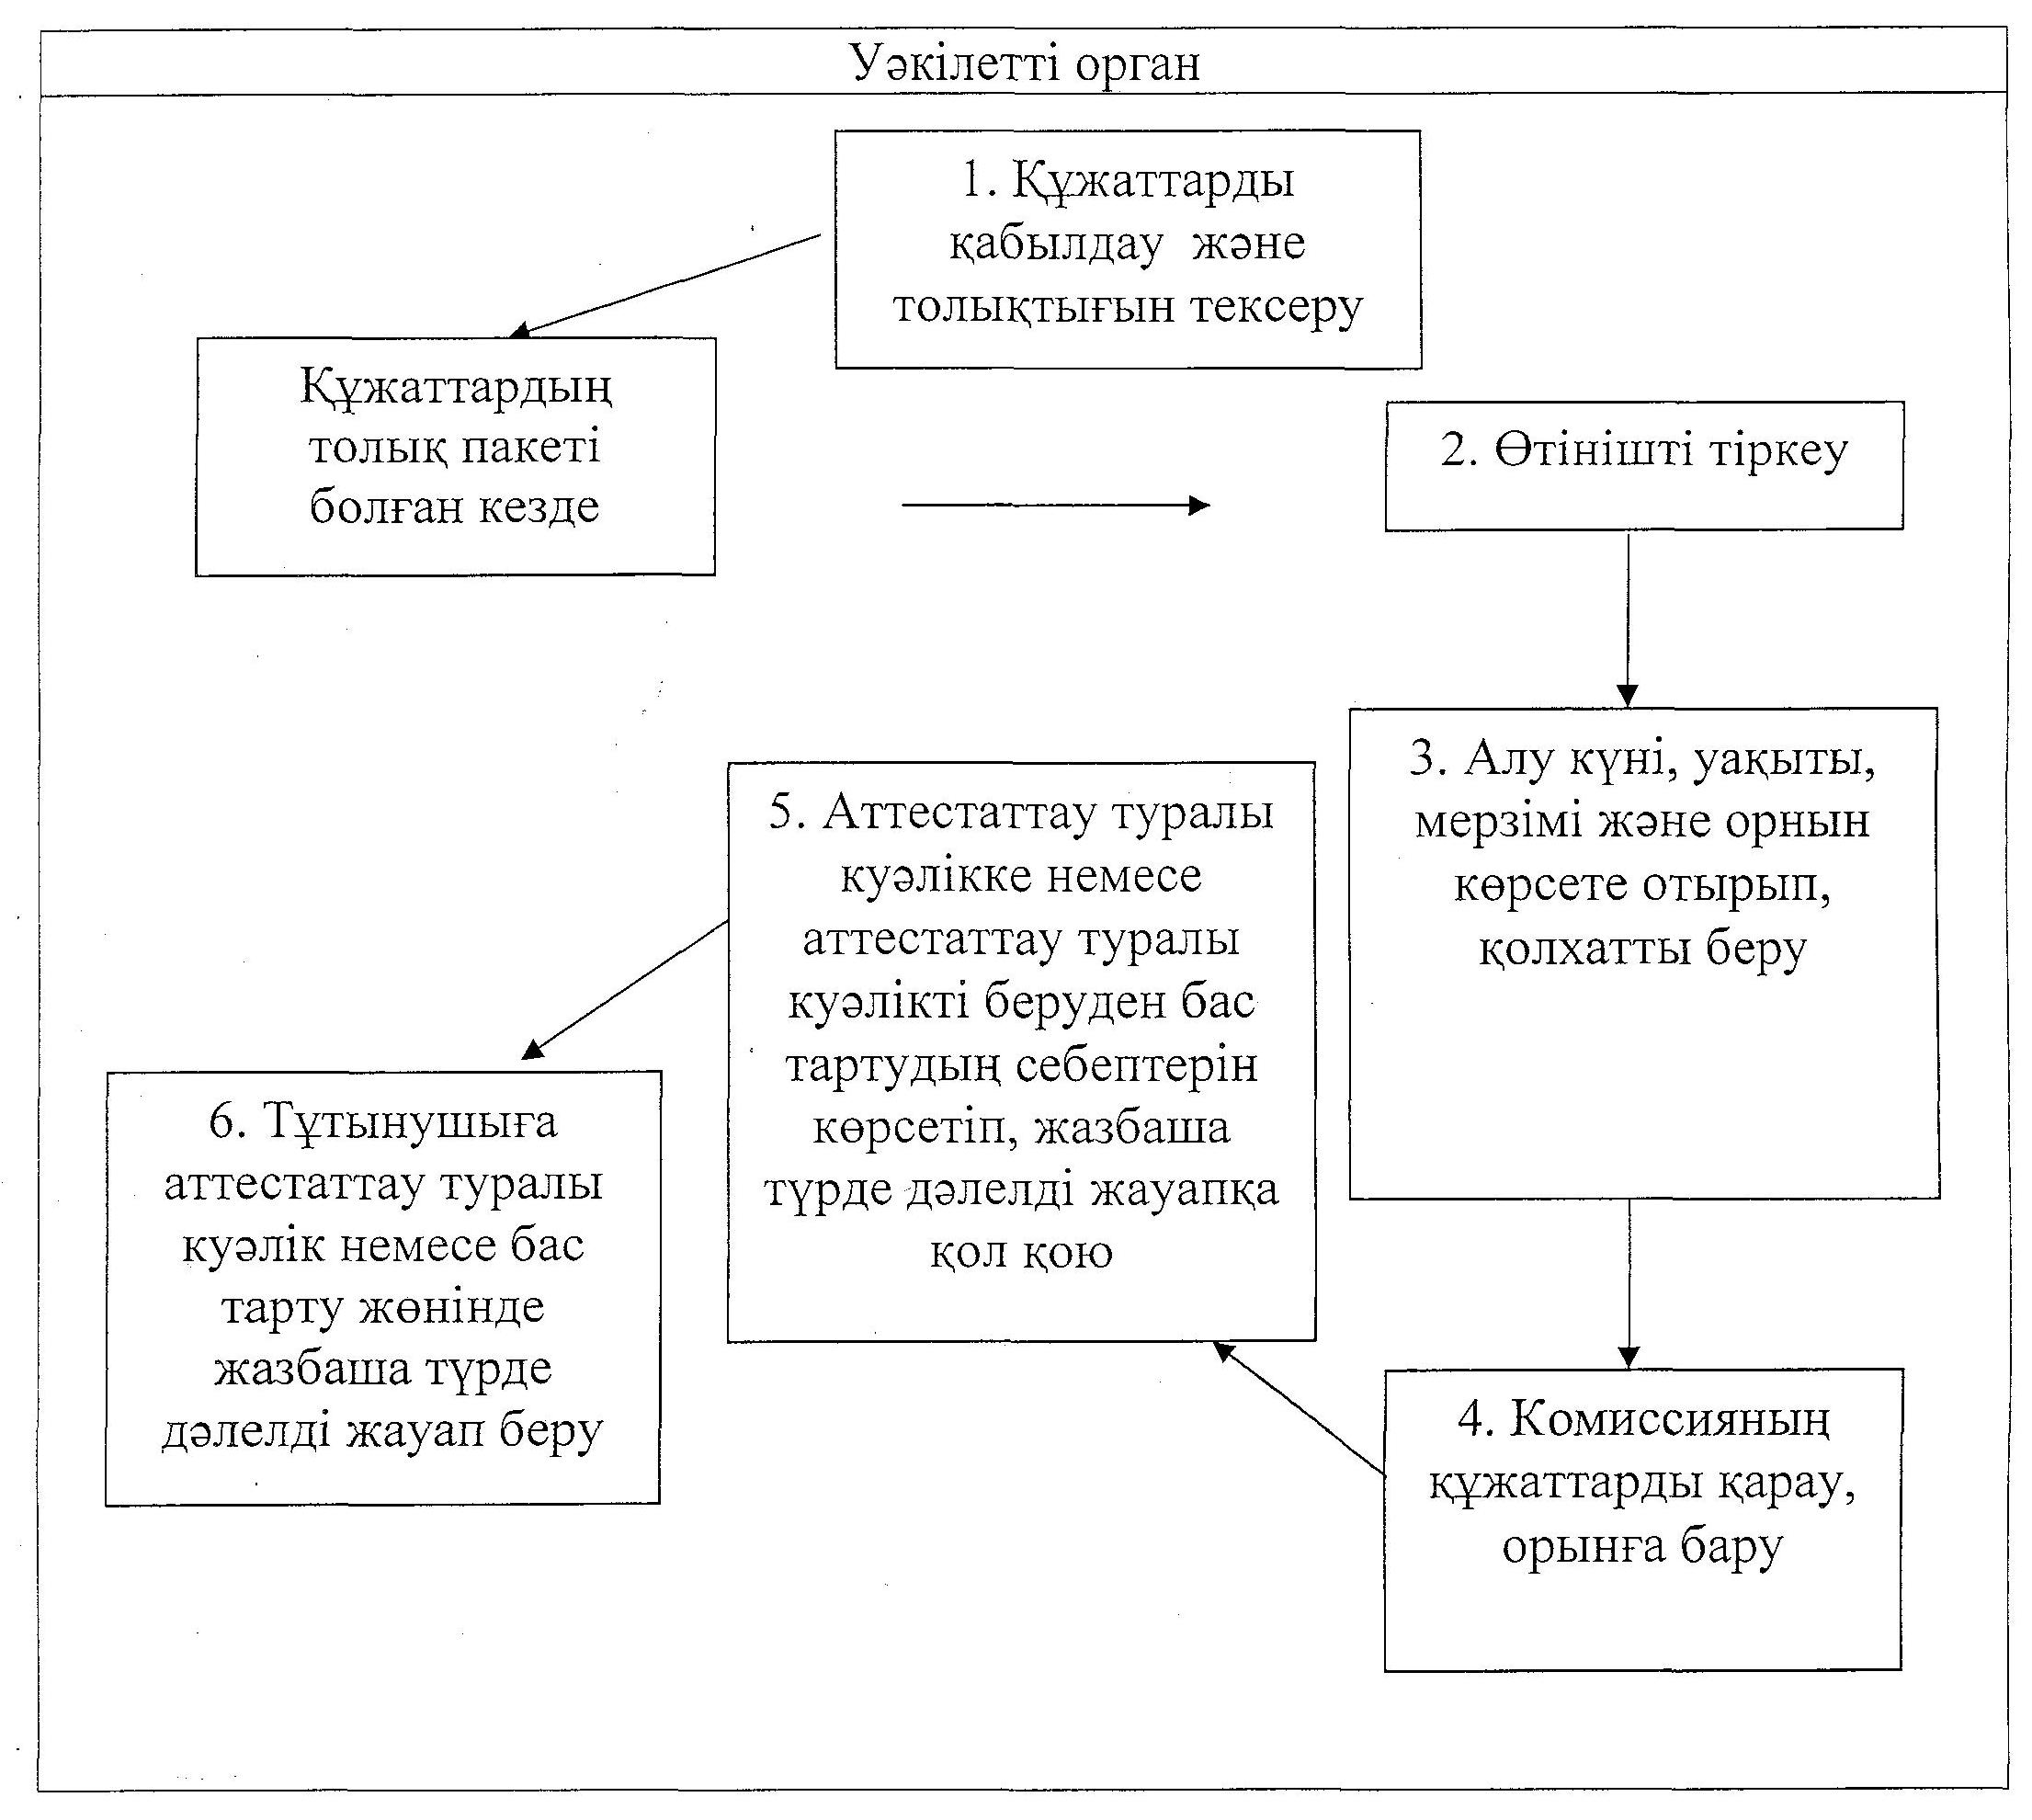 Уәкілетті орган
1. Құжаттарды
қабылдау және
толықтығын тексеру
Құжаттардың
толық пакеті
болған кезде
2. Өтінішті тіркеу
3. Алу күні, уақыты,
мерзімі және орнын
көрсете отырып,
қолхатты беру
4. Комиссияның
құжаттарды қарау,
орынға бару
5. Аттестаттау туралы
куәлікке немесе
аттестаттау туралы
куәлікті беруден бас
тартудың себептерін
көрсетіп, жазбаша
түрде дәлелді жауапқа
қол қою
6. Тұтынушыға
аттестаттау туралы
куәлік немесе бас
тарту жөнінде
жазбаша түрде
дәлелді жауап беру